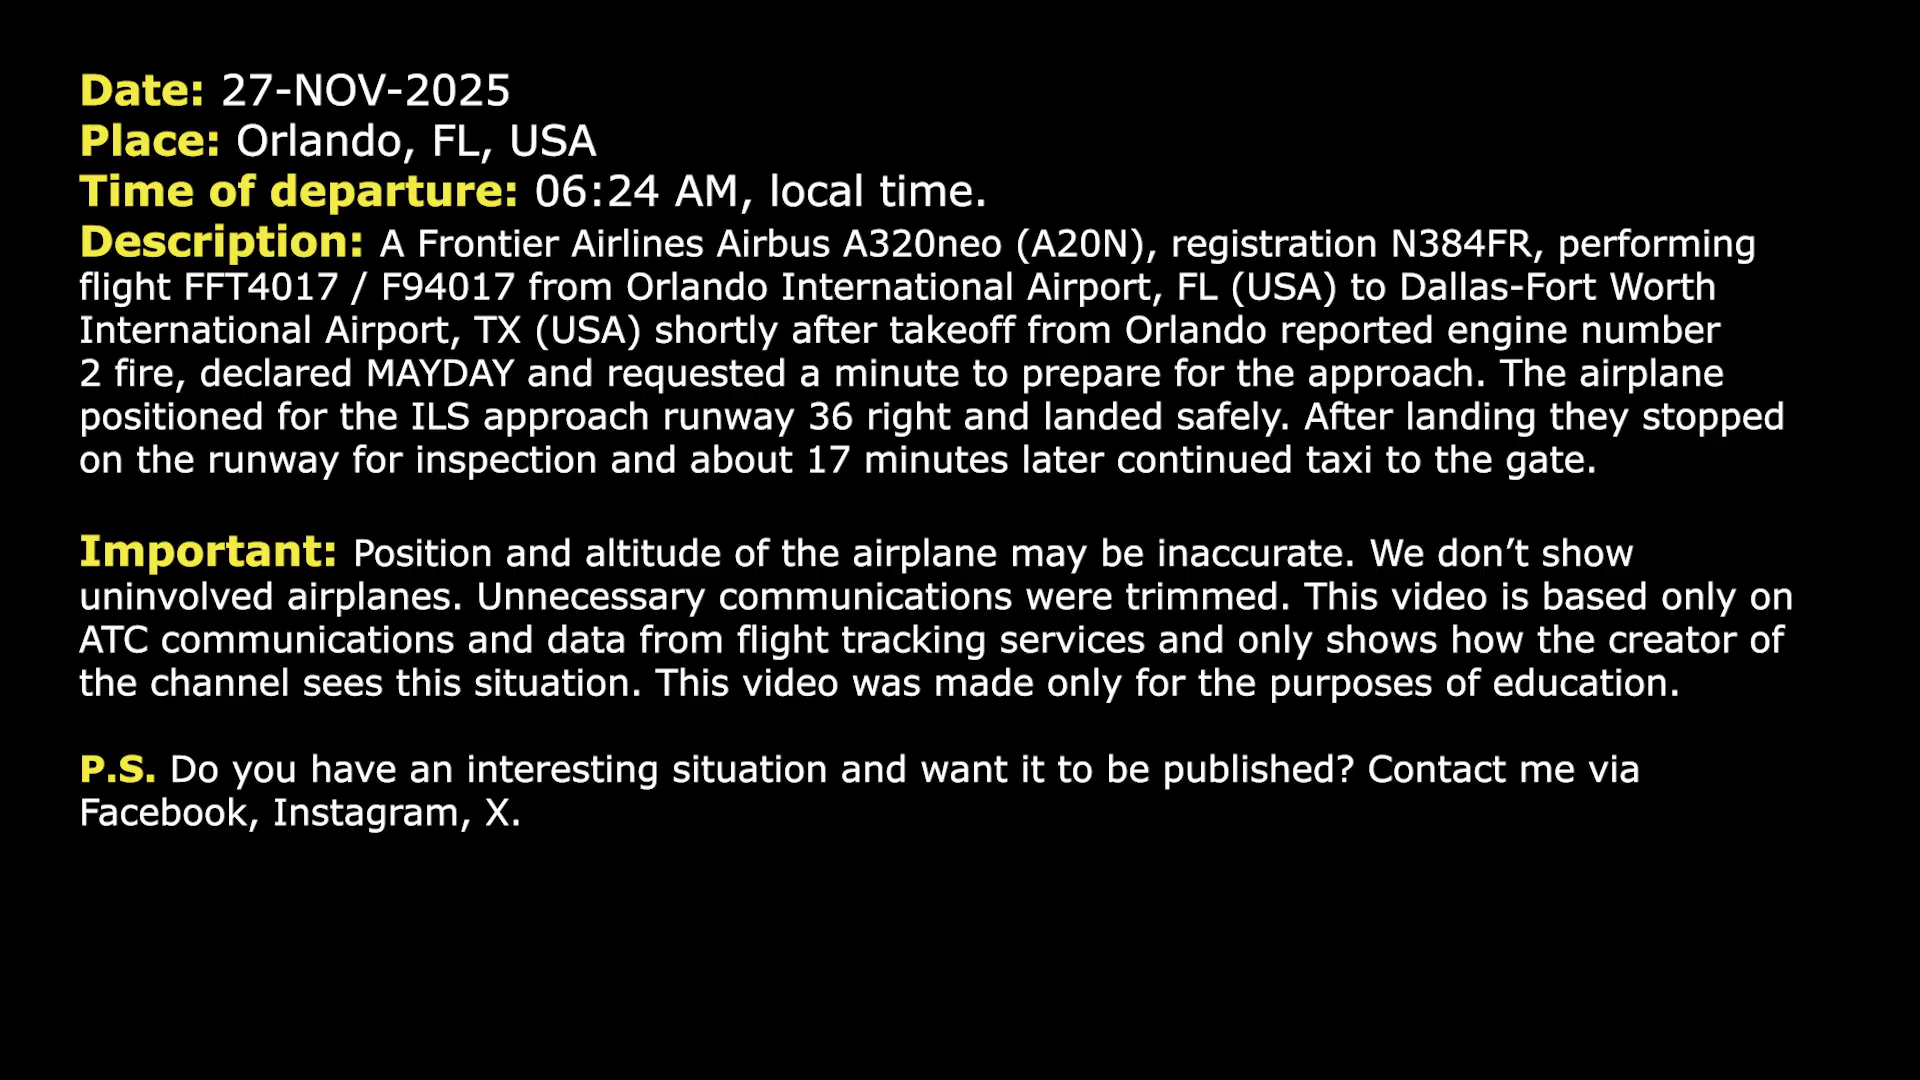 Date: 27-NOV-2025
Place: Orlando, FL, USA
Time of departure: 06:24 AM, local time.
Description: A Frontier Airlines Airbus A320neo (A20N), registration N384FR, performing
flight FFT4017 / F94017 from Orlando International Airport, FL (USA) to Dallas-Fort Worth
International Airport, TX (USA) shortly after takeoff from Orlando reported engine number
2 fire, declared MAYDAY and requested a minute to prepare for the approach. The airplane
positioned for the ILS approach runway 36 right and landed safely. After landing they stopped
on the runway for inspection and about 17 minutes later continued taxi to the gate.
Important: Position and altitude of the airplane may be inaccurate. We don’t show
uninvolved airplanes. Unnecessary communications were trimmed. This video is based only on
ATC communications and data from flight tracking services and only shows how the creator of
the channel sees this situation. This video was made only for the purposes of education.
P.S. Do you have an interesting situation and want it to be published? Contact me via
Facebook, Instagram, X.